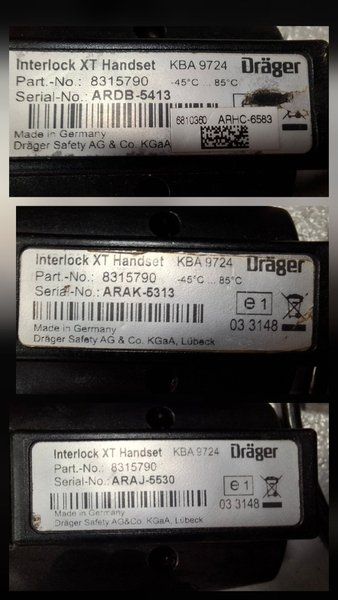 Interlock XT Handset KBA 9724 Dräger
Part.-No.: 8315790 -45°C ... 85°C
Serial-No.: ARDB-5413
6810360 ARHC-6583
Made in Germany
Dräger Safety AG & Co. KGaA
Interlock XT Handset KBA 9724 Dräger
Part.-No.: 8315790 -45°C ... 85°C
Serial-No.: ARAK-5313
e1
03 3148
Made in Germany
Dräger Safety AG & Co. KGaA, Lübeck
Interlock XT Handset KBA 9724 Dräger
Part.-No.: 8315790
Serial-No.: ARAJ-5530
e1
03 3148
Made in Germany
Dräger Safety AG&Co. KGaA, Lübeck